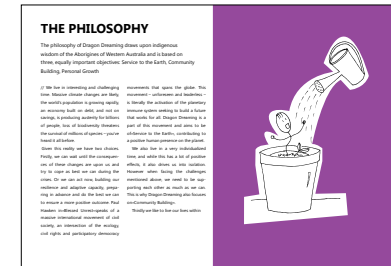 THE PHILOSOPHY
The philosophy of Dragon Dreaming draws upon indigenous
wisdom of the Aborigines of Western Australia and is based on
three, equally important objectives: Service to the Earth, Community
Building, Personal Growth
// We live in interesting and challenging
time. Massive climate changes are likely,
the world's population is growing rapidly,
an economy built on debt, and not on
savings, is producing austerity for billions
of people; loss of biodiversity threatens
the survival of millions of species – you've
heard it all before.
Given this reality we have two choices.
Firstly, we can wait until the consequen-
ces of these changes are upon us and
try to cope as best we can during the
crises. Or we can act now, building our
resilience and adaptive capacity, prepa-
ring in advance and do the best we can
to ensure a more positive outcome. Paul
Hawken in›Blessed Unrest‹speaks of a
massive international movement of civil
society, an intersection of the ecology,
civil rights and participatory democracy
movements that spans the globe. This
movement – unforeseen and leaderless –
is literally the activation of the planetary
immune system seeking to build a future
that works for all. Dragon Dreaming is a
part of this movement and aims to be
of›Service to the Earth‹, contributing to
a positive human presence on the planet.
We also live in a very individualized
time, and while this has a lot of positive
effects, it also drives us into isolation.
However when facing the challenges
mentioned above, we need to be sup-
porting each other as much as we can.
This is why Dragon Dreaming also focuses
on›Community Building‹.
Thirdly we like to live our lives within